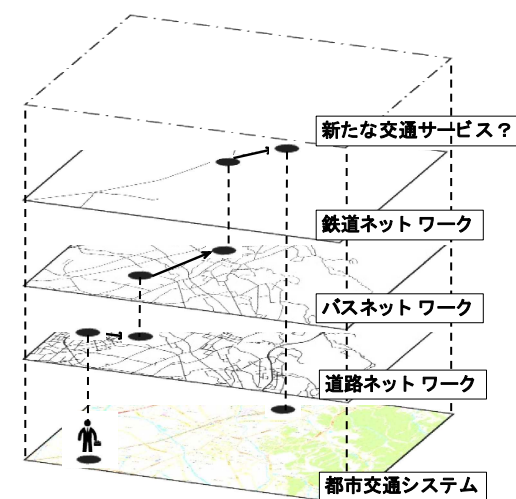 新たな交通サービス？
鉄道ネットワーク
バスネットワーク
道路ネットワーク
都市交通システム